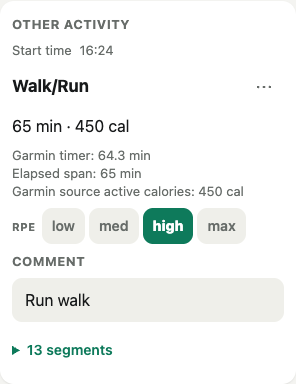 OTHER ACTIVITY
Start time 16:24
Walk/Run ...
65 min · 450 cal
Garmin timer: 64.3 min
Elapsed span: 65 min
Garmin source active calories: 450 cal
RPE low med high max
COMMENT
Run walk
▶ 13 segments